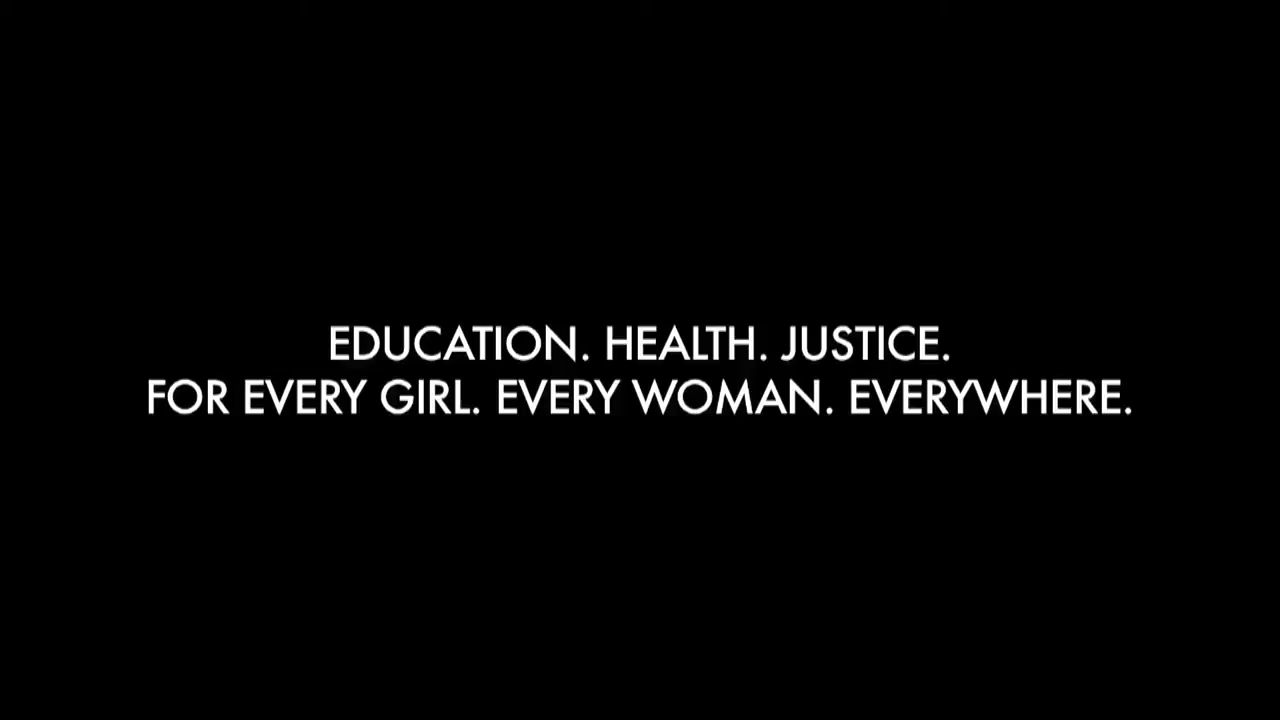 EDUCATION. HEALTH. JUSTICE.
FOR EVERY GIRL. EVERY WOMAN. EVERYWHERE.